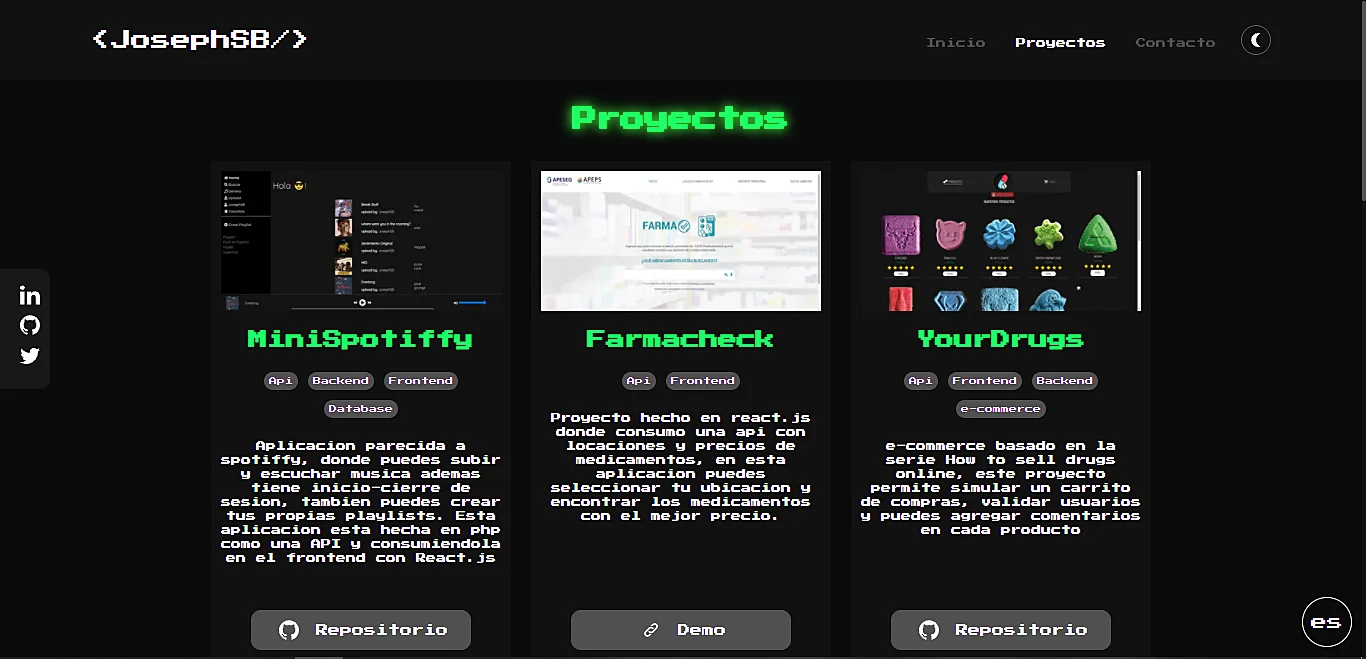 <JosephSB/>
Inicio
Proyectos
Contacto
Proyectos
Hola 😎!
APESEG
APEPS
FARMA
¿QUÉ MEDICAMENTO ESTÁS BUSCANDO?
MiniSpotiffy
Api
Backend
Frontend
Database
Aplicacion parecida a
spotiffy, donde puedes subir
y escuchar musica ademas
tiene inicio-cierre de
sesion, tambien puedes crear
tus propias playlists. Esta
aplicacion esta hecha en php
como una API y consumiendola
en el frontend con React.js
Repositorio
Farmacheck
Api
Frontend
Proyecto hecho en react.js
donde consumo una api con
locaciones y precios de
medicamentos, en esta
aplicacion puedes
seleccionar tu ubicacion y
encontrar los medicamentos
con el mejor precio.
Demo
YourDrugs
Api
Frontend
Backend
e-commerce
e-commerce basado en la
serie How to sell drugs
online, este proyecto
permite simular un carrito
de compras, validar usuarios
y puedes agregar comentarios
en cada producto
Repositorio
es